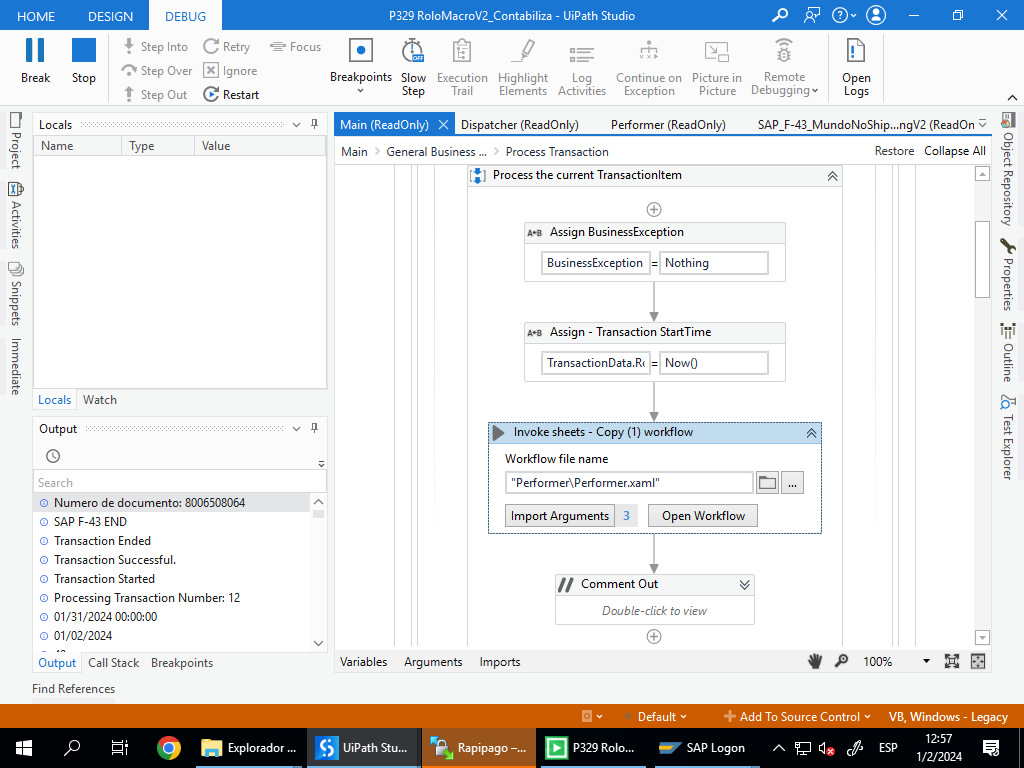 HOME DESIGN DEBUG P329 RoloMacroV2_Contabiliza - UiPath Studio
Break Stop
Step Into Retry Focus
Step Over Ignore
Step Out Restart
Breakpoints Slow Step Execution Trail Highlight Elements Log Activities Continue on Exception Picture in Picture Remote Debugging Open Logs
Project
Activities
Snippets
Immediate
Locals
Name Type Value
Locals Watch
Output
Search
Numero de documento: 8006508064
SAP F-43 END
Transaction Ended
Transaction Successful.
Transaction Started
Processing Transaction Number: 12
01/31/2024 00:00:00
01/02/2024
Output Call Stack Breakpoints
Find References
Main (ReadOnly) Dispatcher (ReadOnly) Performer (ReadOnly) SAP_F-43_MundoNoShip...ngV2 (ReadOn
Main General Business ... Process Transaction Restore Collapse All
Process the current TransactionItem
A+B Assign BusinessException
BusinessException = Nothing
A+B Assign - Transaction StartTime
TransactionData.Re = Now()
Invoke sheets - Copy (1) workflow
Workflow file name
"Performer\Performer.xaml" ...
Import Arguments 3 Open Workflow
Comment Out
Double-click to view
Variables Arguments Imports 100%
Object Repository
Properties
Outline
Test Explorer
Default Add To Source Control VB, Windows - Legacy
Explorador ... UiPath Stu... Rapipago –... P329 Rolo... SAP Logon ESP 12:57
1/2/2024